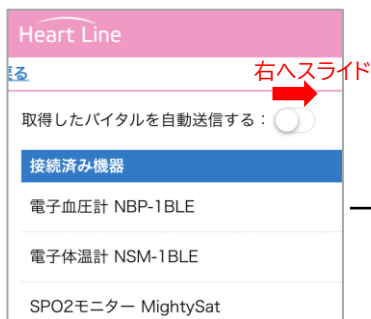 Heart Line
戻る
右へスライド
取得したバイタルを自動送信する：
接続済み機器
電子血圧計 NBP-1BLE
電子体温計 NSM-1BLE
SPO2モニター MightySat